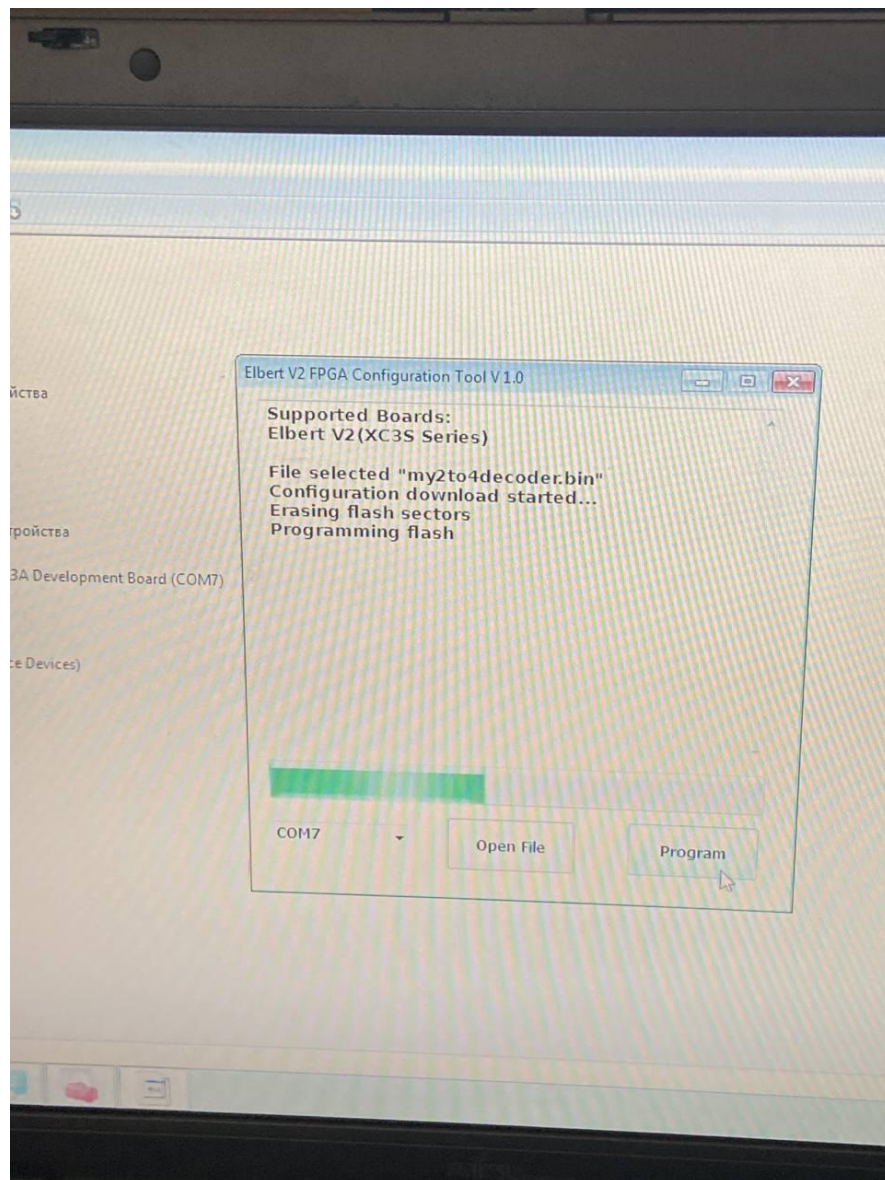 Elbert V2 FPGA Configuration Tool V 1.0
йства
Supported Boards:
Elbert V2(XC3S Series)
File selected "my2to4decoder.bin"
Configuration download started...
Erasing flash sectors
Programming flash
тройства
3A Development Board (COM7)
ce Devices)
COM7
Open File
Program